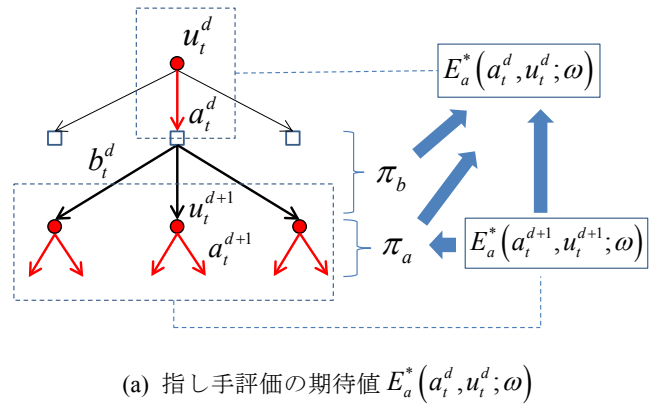 u_t^d
E_a^*(a_t^d, u_t^d; ω)
a_t^d
b_t^d
π_b
u_t^{d+1}
a_t^{d+1}
π_a
E_a^*(a_t^{d+1}, u_t^{d+1}; ω)
(a) 指し手評価の期待値 E_a^*(a_t^d, u_t^d; ω)